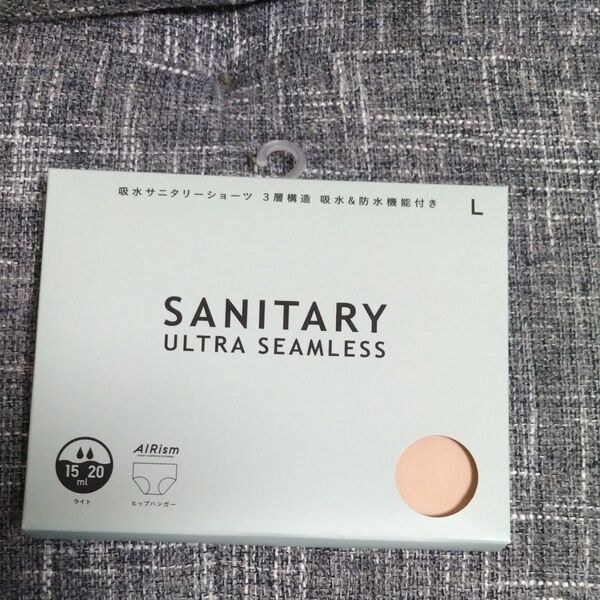 吸水サニタリーショーツ 3層構造 吸水&防水機能付き L
SANITARY
ULTRA SEAMLESS
15 20
ml
ライト
AIRism
ヒップハンガー